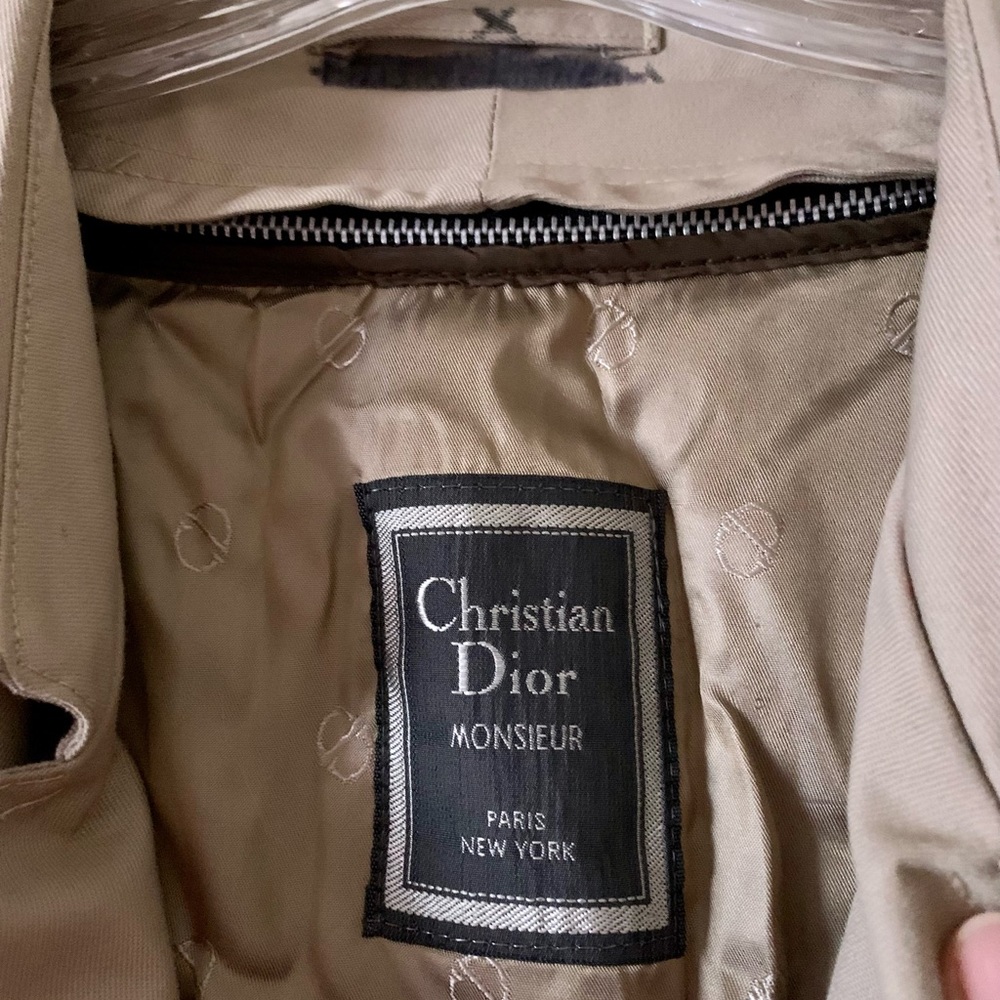 Christian
Dior
MONSIEUR
PARIS
NEW YORK